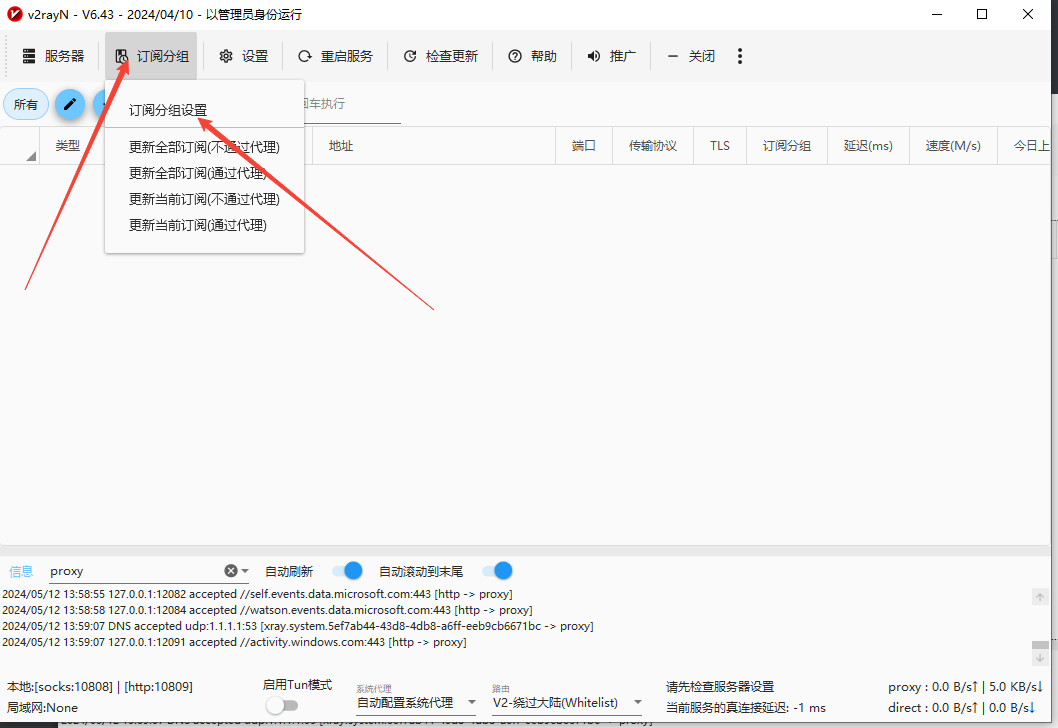 v2rayN - V6.43 - 2024/04/10 - 以管理员身份运行
服务器 订阅分组 设置 重启服务 检查更新 帮助 推广 关闭
所有 回车执行
订阅分组设置
类型 地址 端口 传输协议 TLS 订阅分组 延迟(ms) 速度(M/s) 今日上
更新全部订阅(不通过代理)
更新全部订阅(通过代理)
更新当前订阅(不通过代理)
更新当前订阅(通过代理)
信息 proxy 自动刷新 自动滚动到末尾
2024/05/12 13:58:55 127.0.0.1:12082 accepted //self.events.data.microsoft.com:443 [http -> proxy]
2024/05/12 13:58:58 127.0.0.1:12084 accepted //watson.events.data.microsoft.com:443 [http -> proxy]
2024/05/12 13:59:07 DNS accepted udp:1.1.1.1:53 [xray.system.5ef7ab44-43d8-4db8-a6ff-eeb9cb6671bc -> proxy]
2024/05/12 13:59:07 127.0.0.1:12091 accepted //activity.windows.com:443 [http -> proxy]
本地:[socks:10808] | [http:10809] 启用Tun模式 系统代理 路由 请先检查服务器设置 proxy : 0.0 B/s↑ | 5.0 KB/s↓
局域网:None 自动配置系统代理 V2-绕过大陆(Whitelist) 当前服务的真连接延迟: -1 ms direct : 0.0 B/s↑ | 0.0 B/s↓